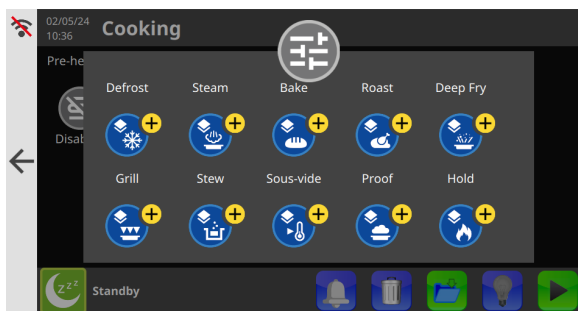 02/05/24
10:36
Cooking
Pre-he
Disab
Defrost Steam Bake Roast Deep Fry
Grill Stew Sous-vide Proof Hold
zzz
Standby